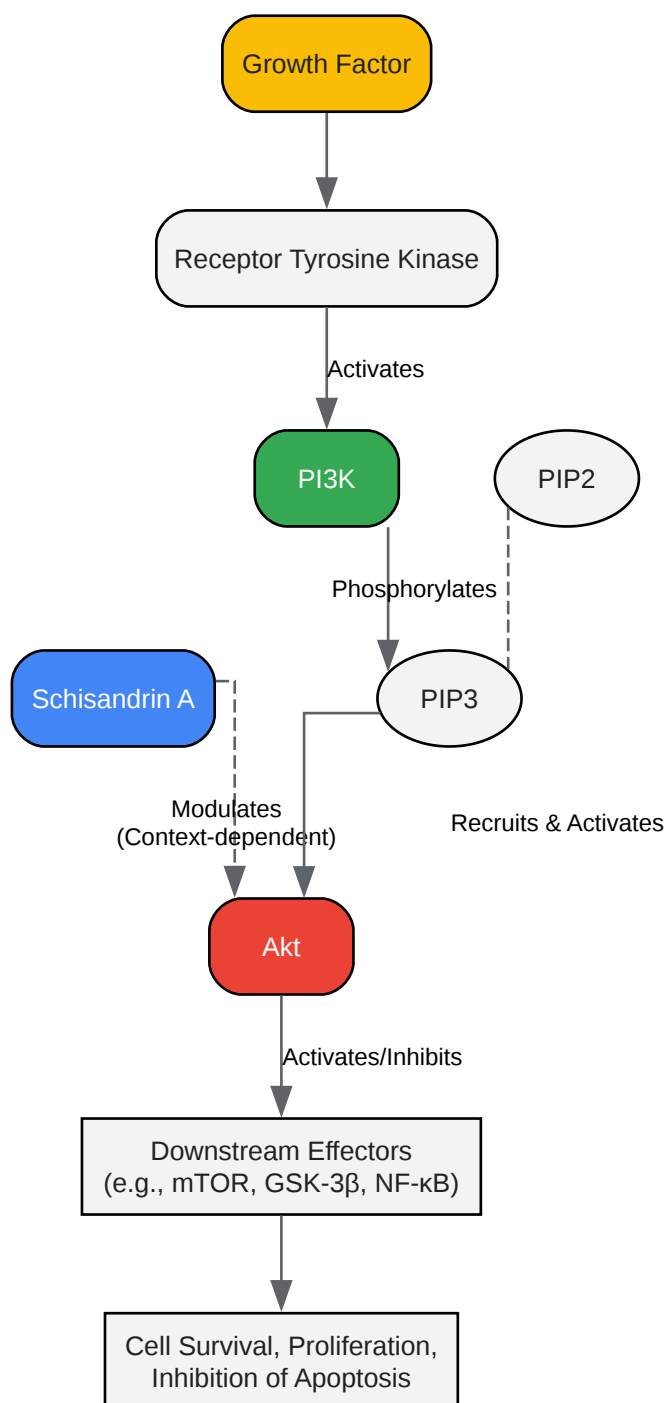 Growth Factor
Receptor Tyrosine Kinase
Activates
PI3K
PIP2
Phosphorylates
Schisandrin A
PIP3
Modulates
(Context-dependent)
Recruits & Activates
Akt
Activates/Inhibits
Downstream Effectors
(e.g., mTOR, GSK-3β, NF-κB)
Cell Survival, Proliferation,
Inhibition of Apoptosis